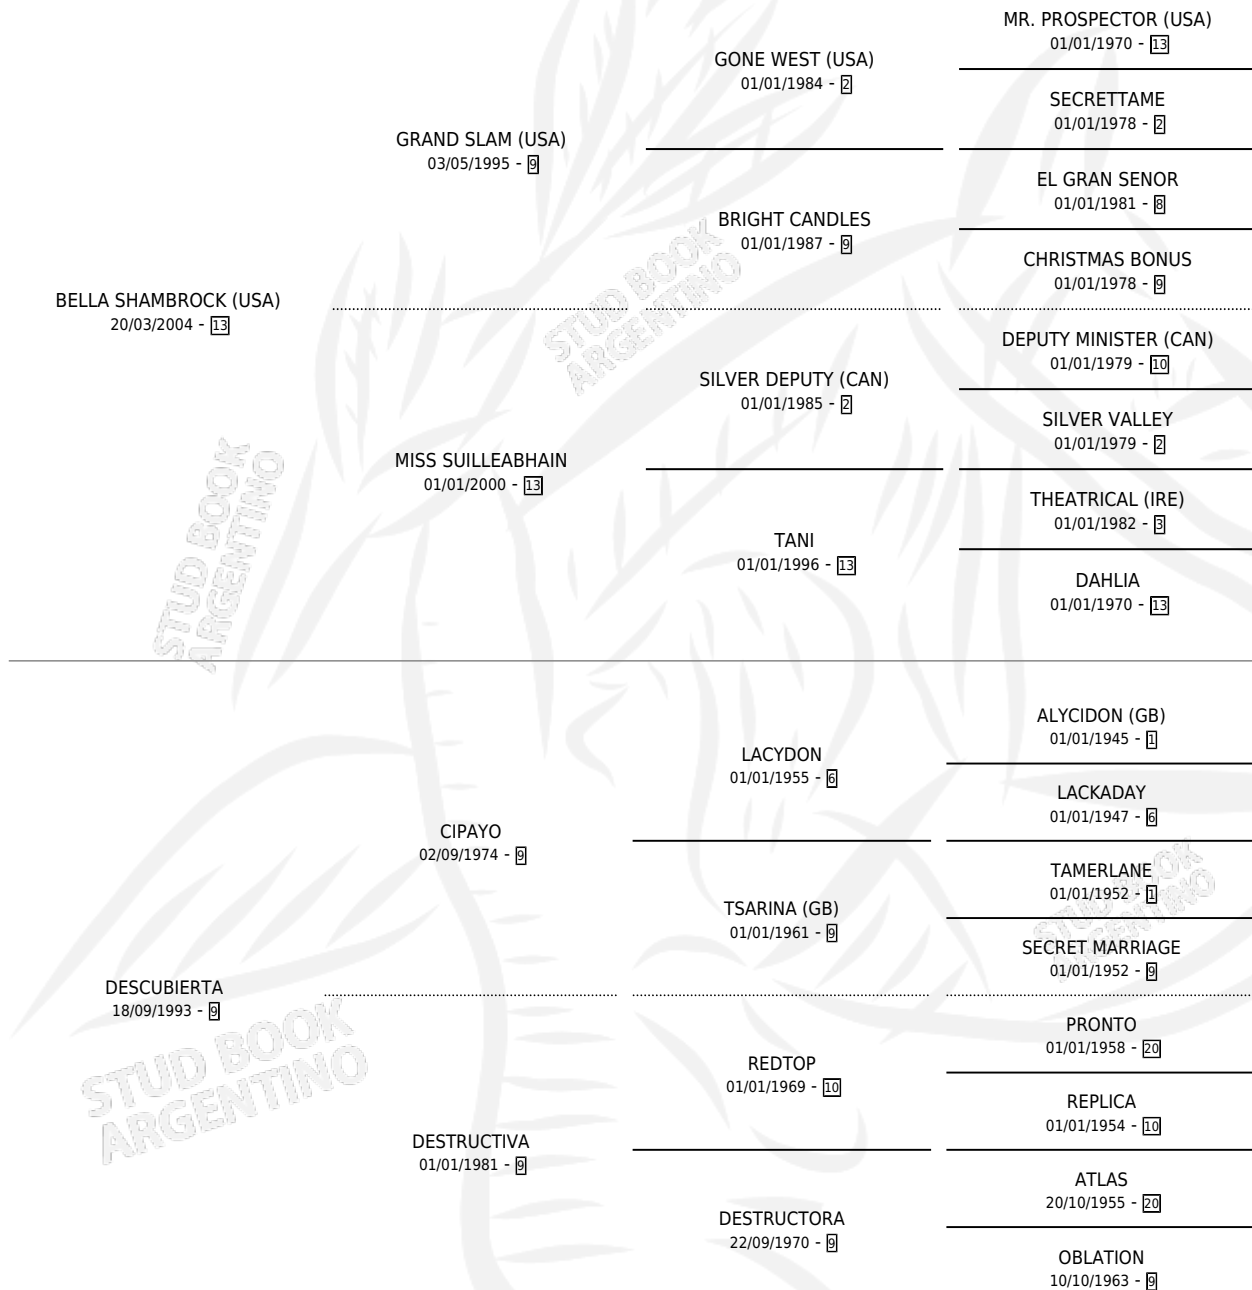 MR. PROSPECTOR (USA)
01/01/1970 - 13
GONE WEST (USA)
01/01/1984 - 2
SECRETTAME
01/01/1978 - 2
GRAND SLAM (USA)
03/05/1995 - 9
EL GRAN SENOR
01/01/1981 - 8
BRIGHT CANDLES
01/01/1987 - 9
CHRISTMAS BONUS
01/01/1978 - 9
BELLA SHAMBROCK (USA)
20/03/2004 - 13
DEPUTY MINISTER (CAN)
01/01/1979 - 10
SILVER DEPUTY (CAN)
01/01/1985 - 2
SILVER VALLEY
01/01/1979 - 2
MISS SUILLEABHAIN
01/01/2000 - 13
THEATRICAL (IRE)
01/01/1982 - 3
TANI
01/01/1996 - 13
DAHLIA
01/01/1970 - 13
ALYCIDON (GB)
01/01/1945 - 1
LACYDON
01/01/1955 - 6
LACKADAY
01/01/1947 - 6
CIPAYO
02/09/1974 - 9
TAMERLANE
01/01/1952 - 1
TSARINA (GB)
01/01/1961 - 9
SECRET MARRIAGE
01/01/1952 - 9
DESCUBIERTA
18/09/1993 - 9
PRONTO
01/01/1958 - 20
REDTOP
01/01/1969 - 10
REPLICA
01/01/1954 - 10
DESTRUCTIVA
01/01/1981 - 9
ATLAS
20/10/1955 - 20
DESTRUCTORA
22/09/1970 - 9
OBLATION
10/10/1963 - 9
STUD BOOK
ARGENTINO
STUD BOOK
ARGENTINO
STUD BOOK
ARGENTINO
STUD BOOK
ARGENTINO